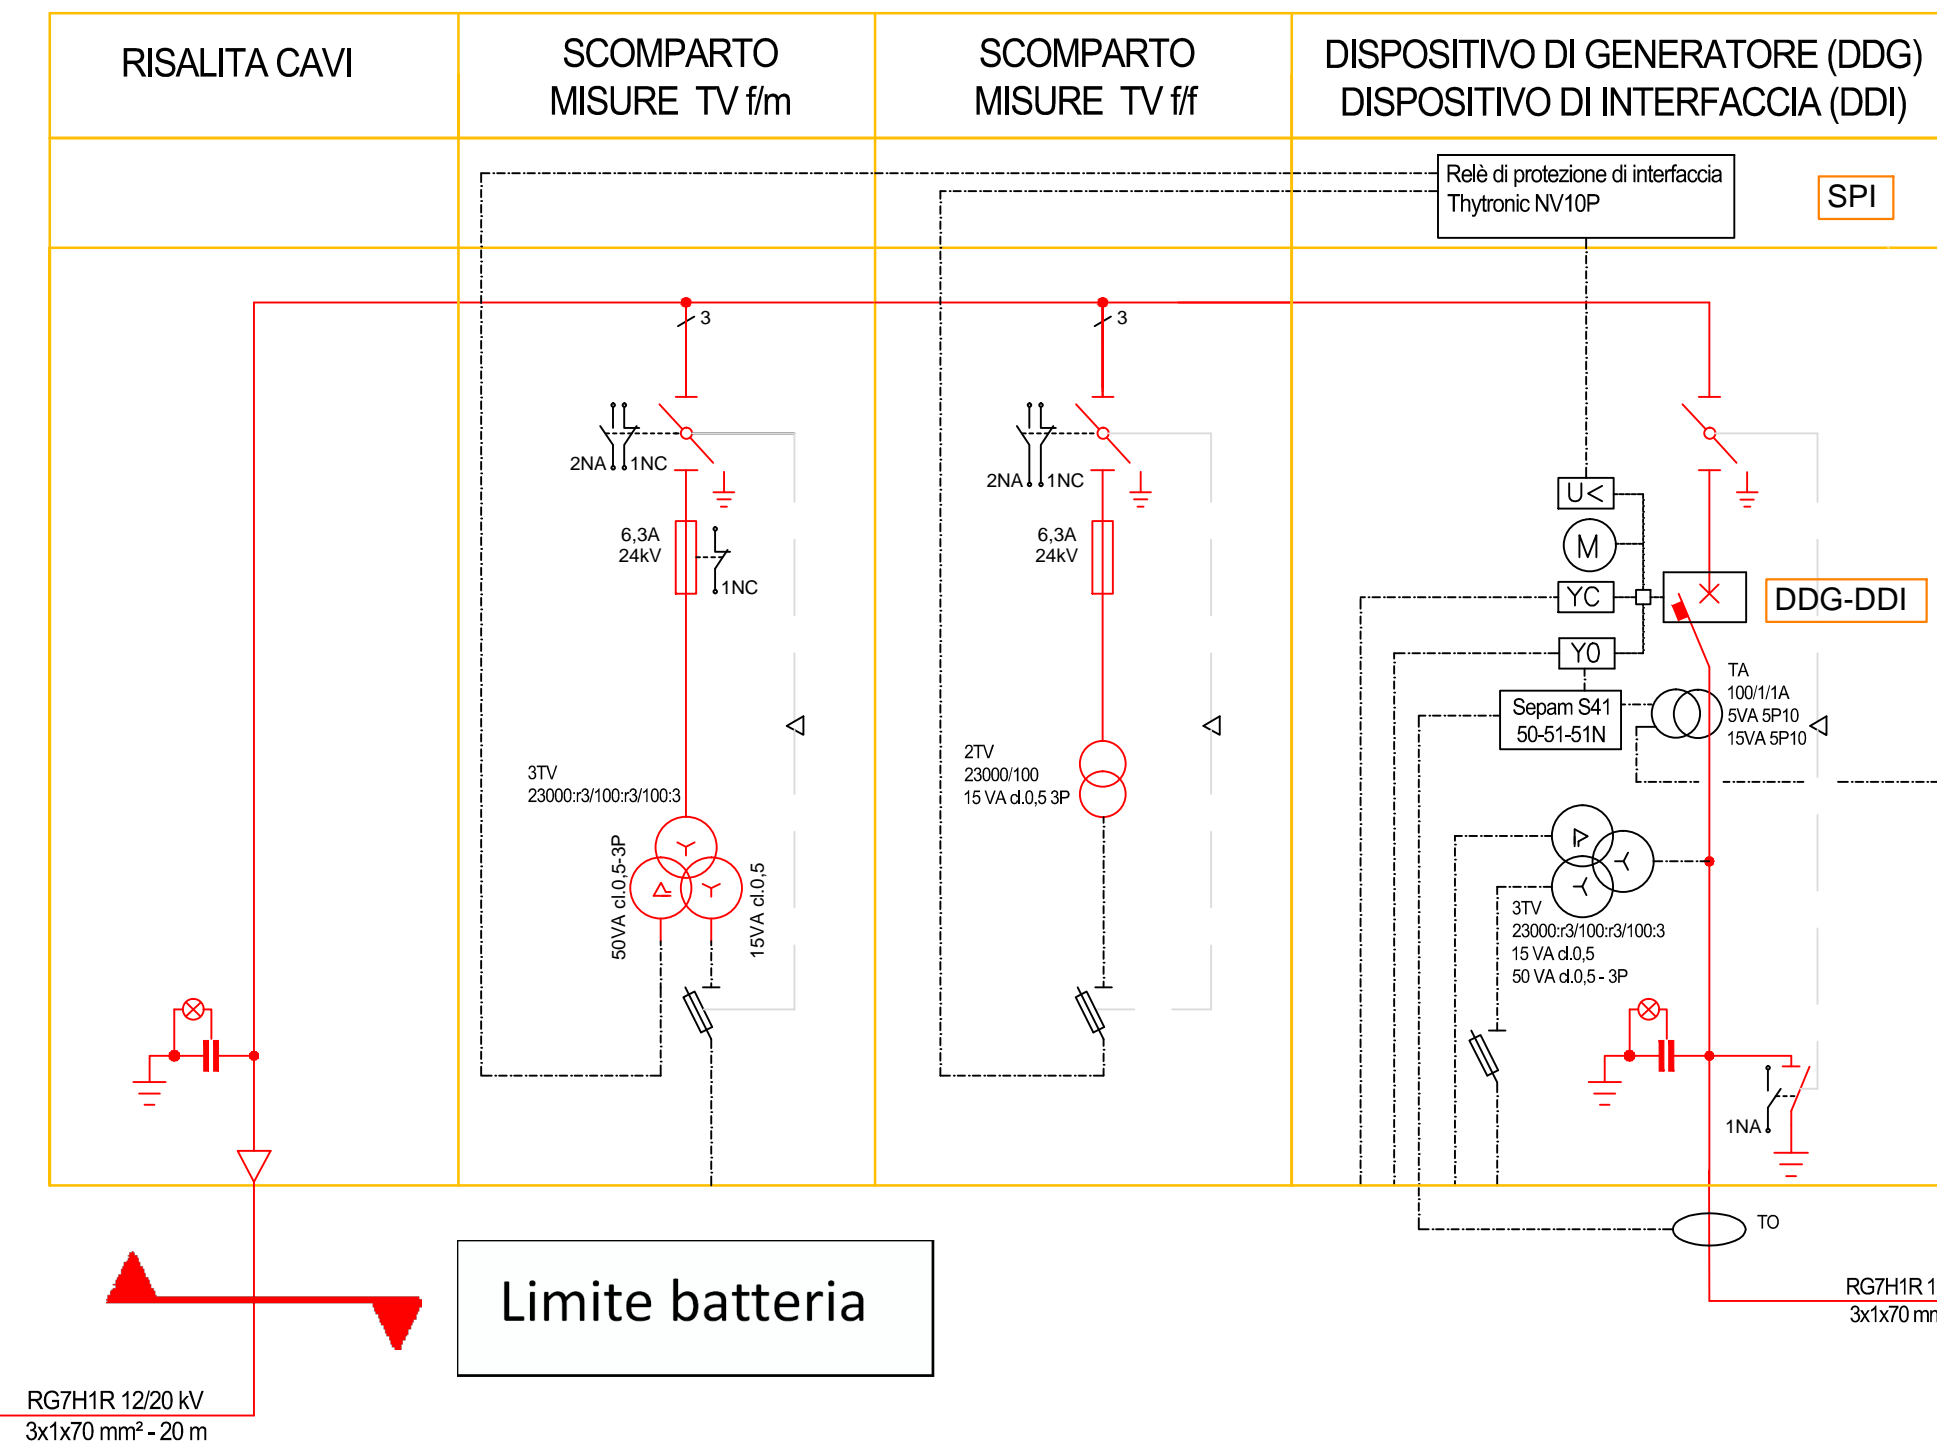 RISALITA CAVI
SCOMPARTO
MISURE TV f/m
SCOMPARTO
MISURE TV f/f
DISPOSITIVO DI GENERATORE (DDG)
DISPOSITIVO DI INTERFACCIA (DDI)
Relè di protezione di interfaccia
Thytronic NV10P
SPI
3
3
2NA
1NC
2NA
1NC
6,3A
24kV
1NC
6,3A
24kV
U<
M
YC
Y0
DDG-DDI
Sepam S41
50-51-51N
TA
100/1/1A
5VA 5P10
15VA 5P10
3TV
23000:r3/100:r3/100:3
50VA cl.0,5-3P
15VA cl.0,5
2TV
23000/100
15 VA cl.0,5 3P
3TV
23000:r3/100:r3/100:3
15 VA cl.0,5
50 VA cl.0,5 - 3P
1NA
TO
Limite batteria
RG7H1R 12/20 kV
3x1x70 mm² - 20 m
RG7H1R 1
3x1x70 mm